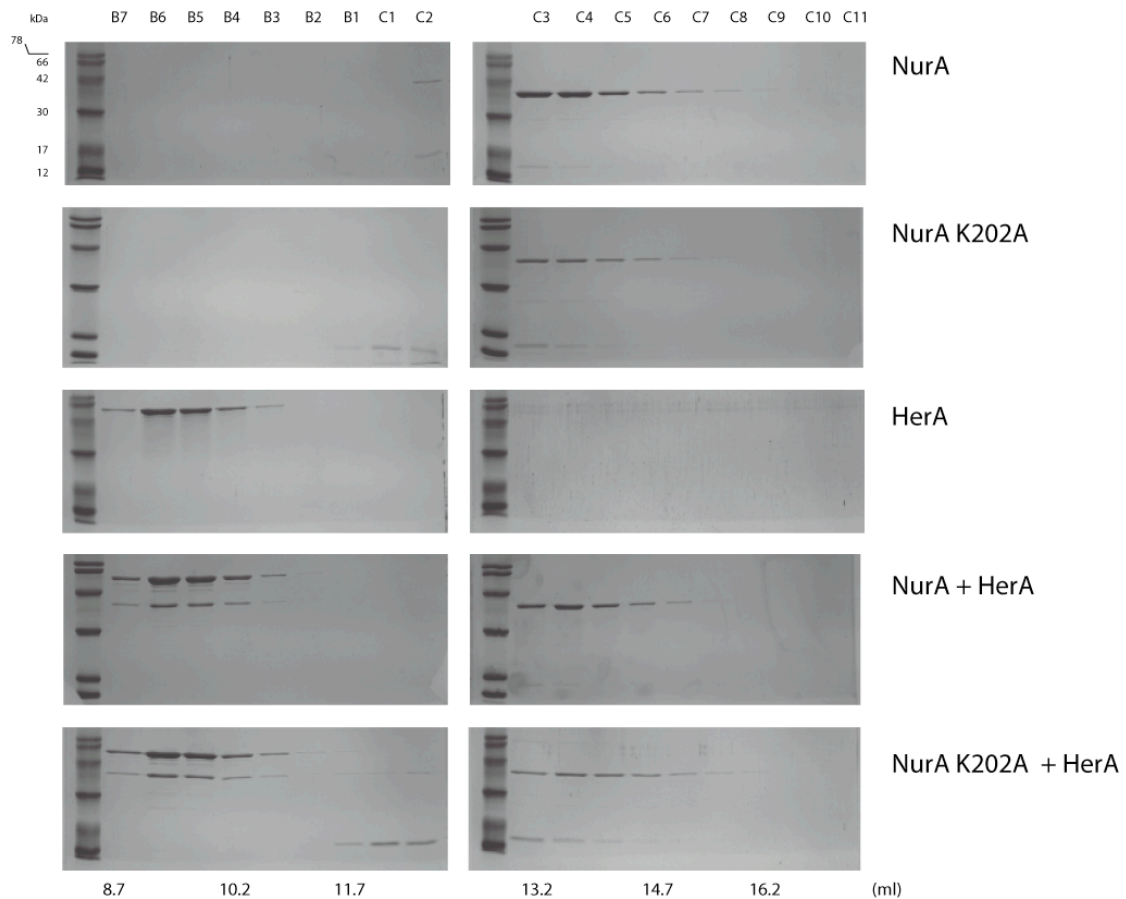 kDa B7 B6 B5 B4 B3 B2 B1 C1 C2 C3 C4 C5 C6 C7 C8 C9 C10 C11
78
66
42
30
17
12
NurA
NurA K202A
HerA
NurA + HerA
NurA K202A + HerA
8.7 10.2 11.7 13.2 14.7 16.2 (ml)